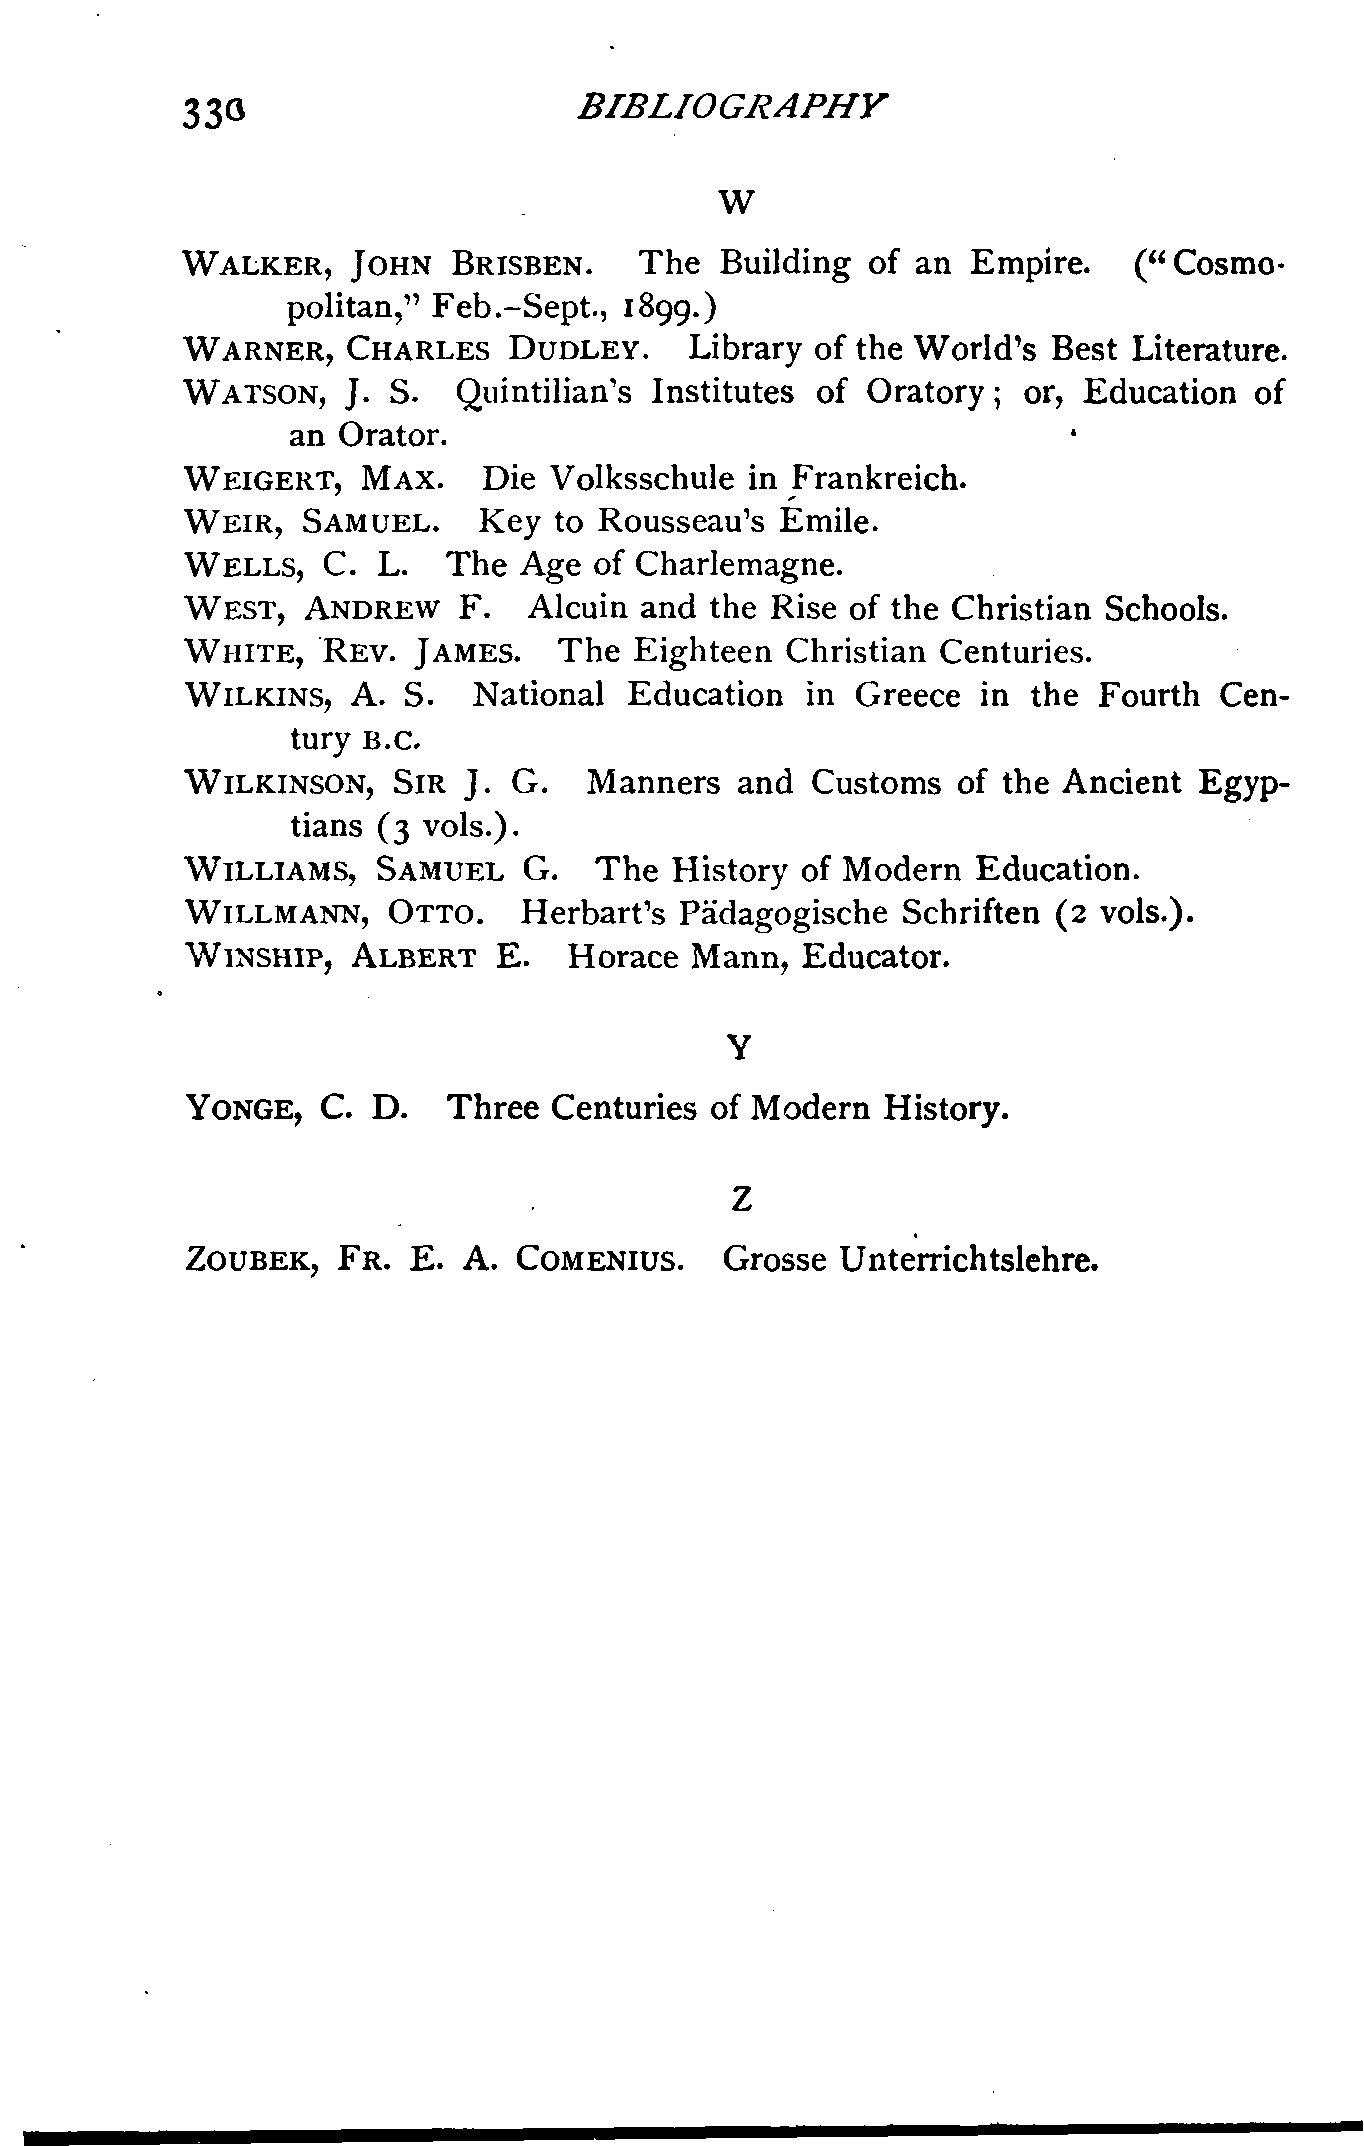 330 BIBLIOGRAPHY
W
WALKER, JOHN BRISBEN. The Building of an Empire. ("Cosmo-
politan," Feb.–Sept., 1899.)
WARNER, CHARLES DUDLEY. Library of the World's Best Literature.
WATSON, J. S. Quintilian's Institutes of Oratory; or, Education of
an Orator.
WEIGERT, MAX. Die Volksschule in Frankreich.
WEIR, SAMUEL. Key to Rousseau's Émile.
WELLS, C. L. The Age of Charlemagne.
WEST, ANDREW F. Alcuin and the Rise of the Christian Schools.
WHITE, REV. JAMES. The Eighteen Christian Centuries.
WILKINS, A. S. National Education in Greece in the Fourth Cen-
tury B.C.
WILKINSON, SIR J. G. Manners and Customs of the Ancient Egyp-
tians (3 vols.).
WILLIAMS, SAMUEL G. The History of Modern Education.
WILLMANN, OTTO. Herbart's Pädagogische Schriften (2 vols.).
WINSHIP, ALBERT E. Horace Mann, Educator.
Y
YONGE, C. D. Three Centuries of Modern History.
Z
ZOUBEK, FR. E. A. COMENIUS. Grosse Unterrichtslehre.